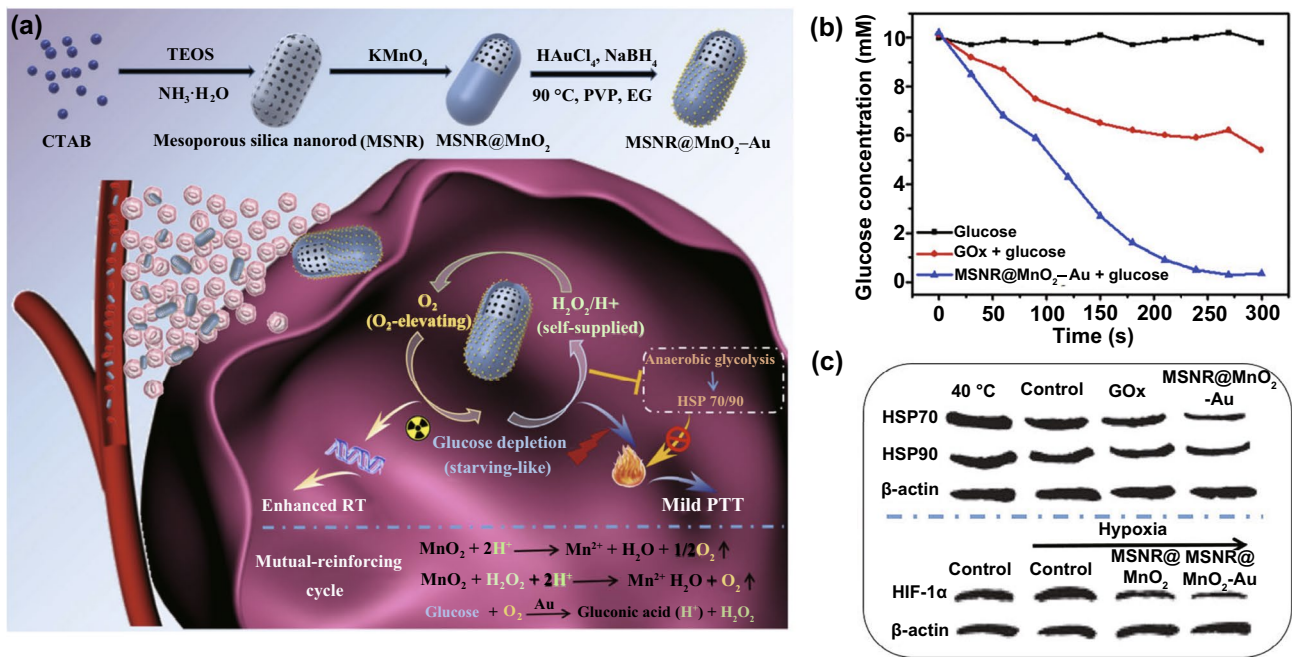 (a)
TEOS
KMnO₄
HAuCl₄, NaBH₄
NH₃·H₂O
90 °C, PVP, EG
CTAB
Mesoporous silica nanorod (MSNR)
MSNR@MnO₂
MSNR@MnO₂–Au
O₂
(O₂-elevating)
H₂O₂/H+
(self-supplied)
Anaerobic glycolysis
HSP 70/90
Glucose depletion
(starving-like)
Enhanced RT
Mild PTT
Mutual-reinforcing
cycle
MnO₂ + 2H⁺ → Mn²⁺ + H₂O + 1/2O₂ ↑
MnO₂ + H₂O₂ + 2H⁺ → Mn²⁺ H₂O + O₂ ↑
Glucose + O₂ Au → Gluconic acid (H⁺) + H₂O₂
(b)
Glucose concentration (mM)
10
8
6
4
2
0
Glucose
GOx + glucose
MSNR@MnO₂–Au + glucose
0 50 100 150 200 250 300
Time (s)
(c)
40 °C Control GOx MSNR@MnO₂
-Au
HSP70
HSP90
β-actin
Hypoxia
Control Control MSNR@
MnO₂ MSNR@
MnO₂-Au
HIF-1α
β-actin